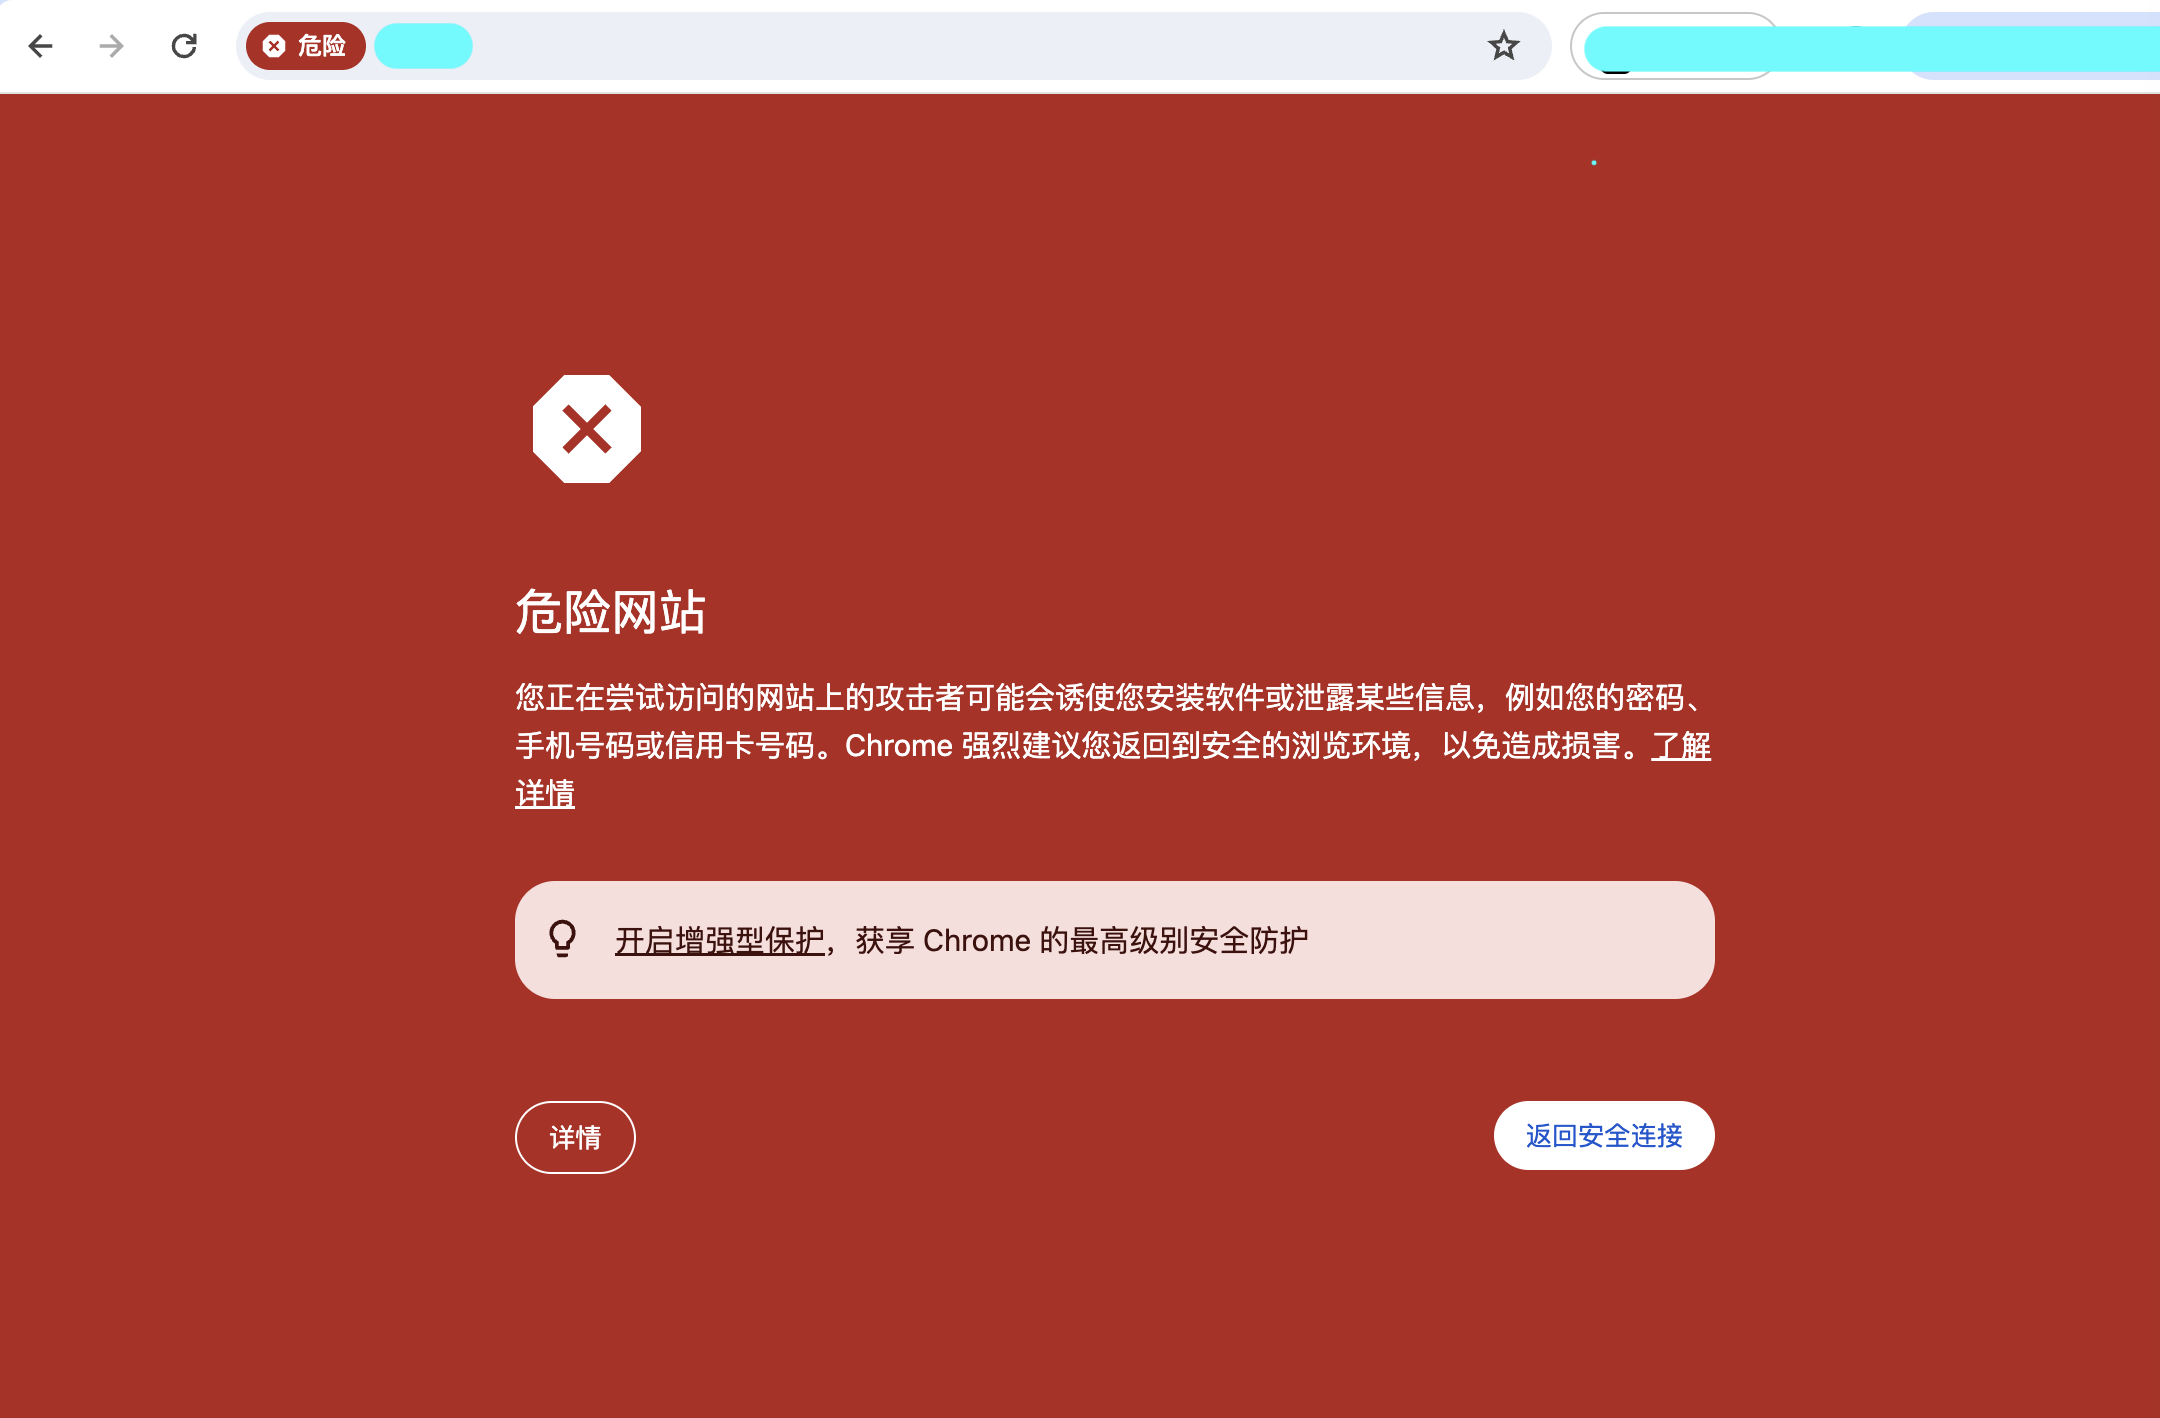 危险
危险网站
您正在尝试访问的网站上的攻击者可能会诱使您安装软件或泄露某些信息，例如您的密码、
手机号码或信用卡号码。Chrome 强烈建议您返回到安全的浏览环境，以免造成损害。了解
详情
开启增强型保护，获享 Chrome 的最高级别安全防护
详情
返回安全连接